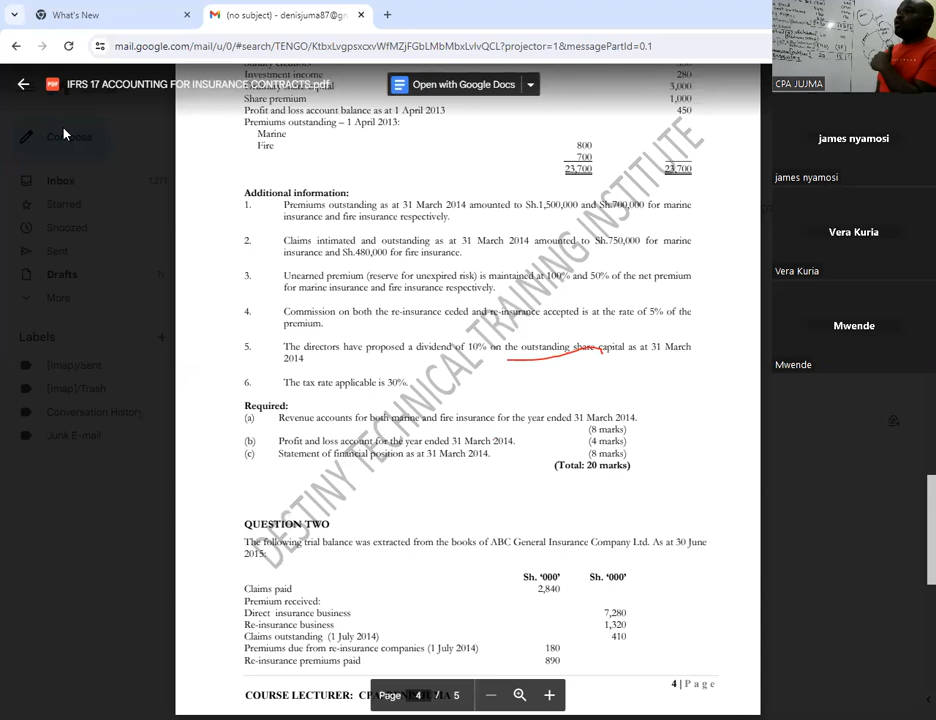 What's New
(no subject) - denisjuma87@gm
mail.google.com/mail/u/0/#search/TENGO/KtbxLvgpsxcxvWfMZjFGbLMbMbxLvlvQCL?projector=1&messagePartId=0.1
PDF IFRS 17 ACCOUNTING FOR INSURANCE CONTRACTS.pdf
Open with Google Docs
Compose
Inbox 7,271
Starred
Snoozed
Sent
Drafts
More
Labels
[Imap]/Sent
[Imap]/Trash
Conversation History
Junk E-mail
Investment income 280
3,000
Share premium 1,000
Profit and loss account balance as at 1 April 2013 450
Premiums outstanding – 1 April 2013:
Marine
Fire 800
700
23,700 23,700
Additional information:
1. Premiums outstanding as at 31 March 2014 amounted to Sh.1,500,000 and Sh.700,000 for marine
insurance and fire insurance respectively.
2. Claims intimated and outstanding as at 31 March 2014 amounted to Sh.750,000 for marine
insurance and Sh.480,000 for fire insurance.
3. Unearned premium (reserve for unexpired risk) is maintained at 100% and 50% of the net premium
for marine insurance and fire insurance respectively.
4. Commission on both the re-insurance ceded and re-insurance accepted is at the rate of 5% of the
premium.
5. The directors have proposed a dividend of 10% on the outstanding share capital as at 31 March
2014
6. The tax rate applicable is 30%.
Required:
(a) Revenue accounts for both marine and fire insurance for the year ended 31 March 2014.
(8 marks)
(b) Profit and loss account for the year ended 31 March 2014. (4 marks)
(c) Statement of financial position as at 31 March 2014. (8 marks)
(Total: 20 marks)
QUESTION TWO
The following trial balance was extracted from the books of ABC General Insurance Company Ltd. As at 30 June
2015:
Sh. ‘000’ Sh. ‘000’
Claims paid 2,840
Premium received:
Direct insurance business 7,280
Re-insurance business 1,320
Claims outstanding (1 July 2014) 410
Premiums due from re-insurance companies (1 July 2014) 180
Re-insurance premiums paid 890
4 | P a g e
COURSE LECTURER: CPA
Page 4 / 5
DESTINY TECHNICAL TRAINING INSTITUTE
CPA JUJMA
james nyamosi
james nyamosi
Vera Kuria
Vera Kuria
Mwende
Mwende